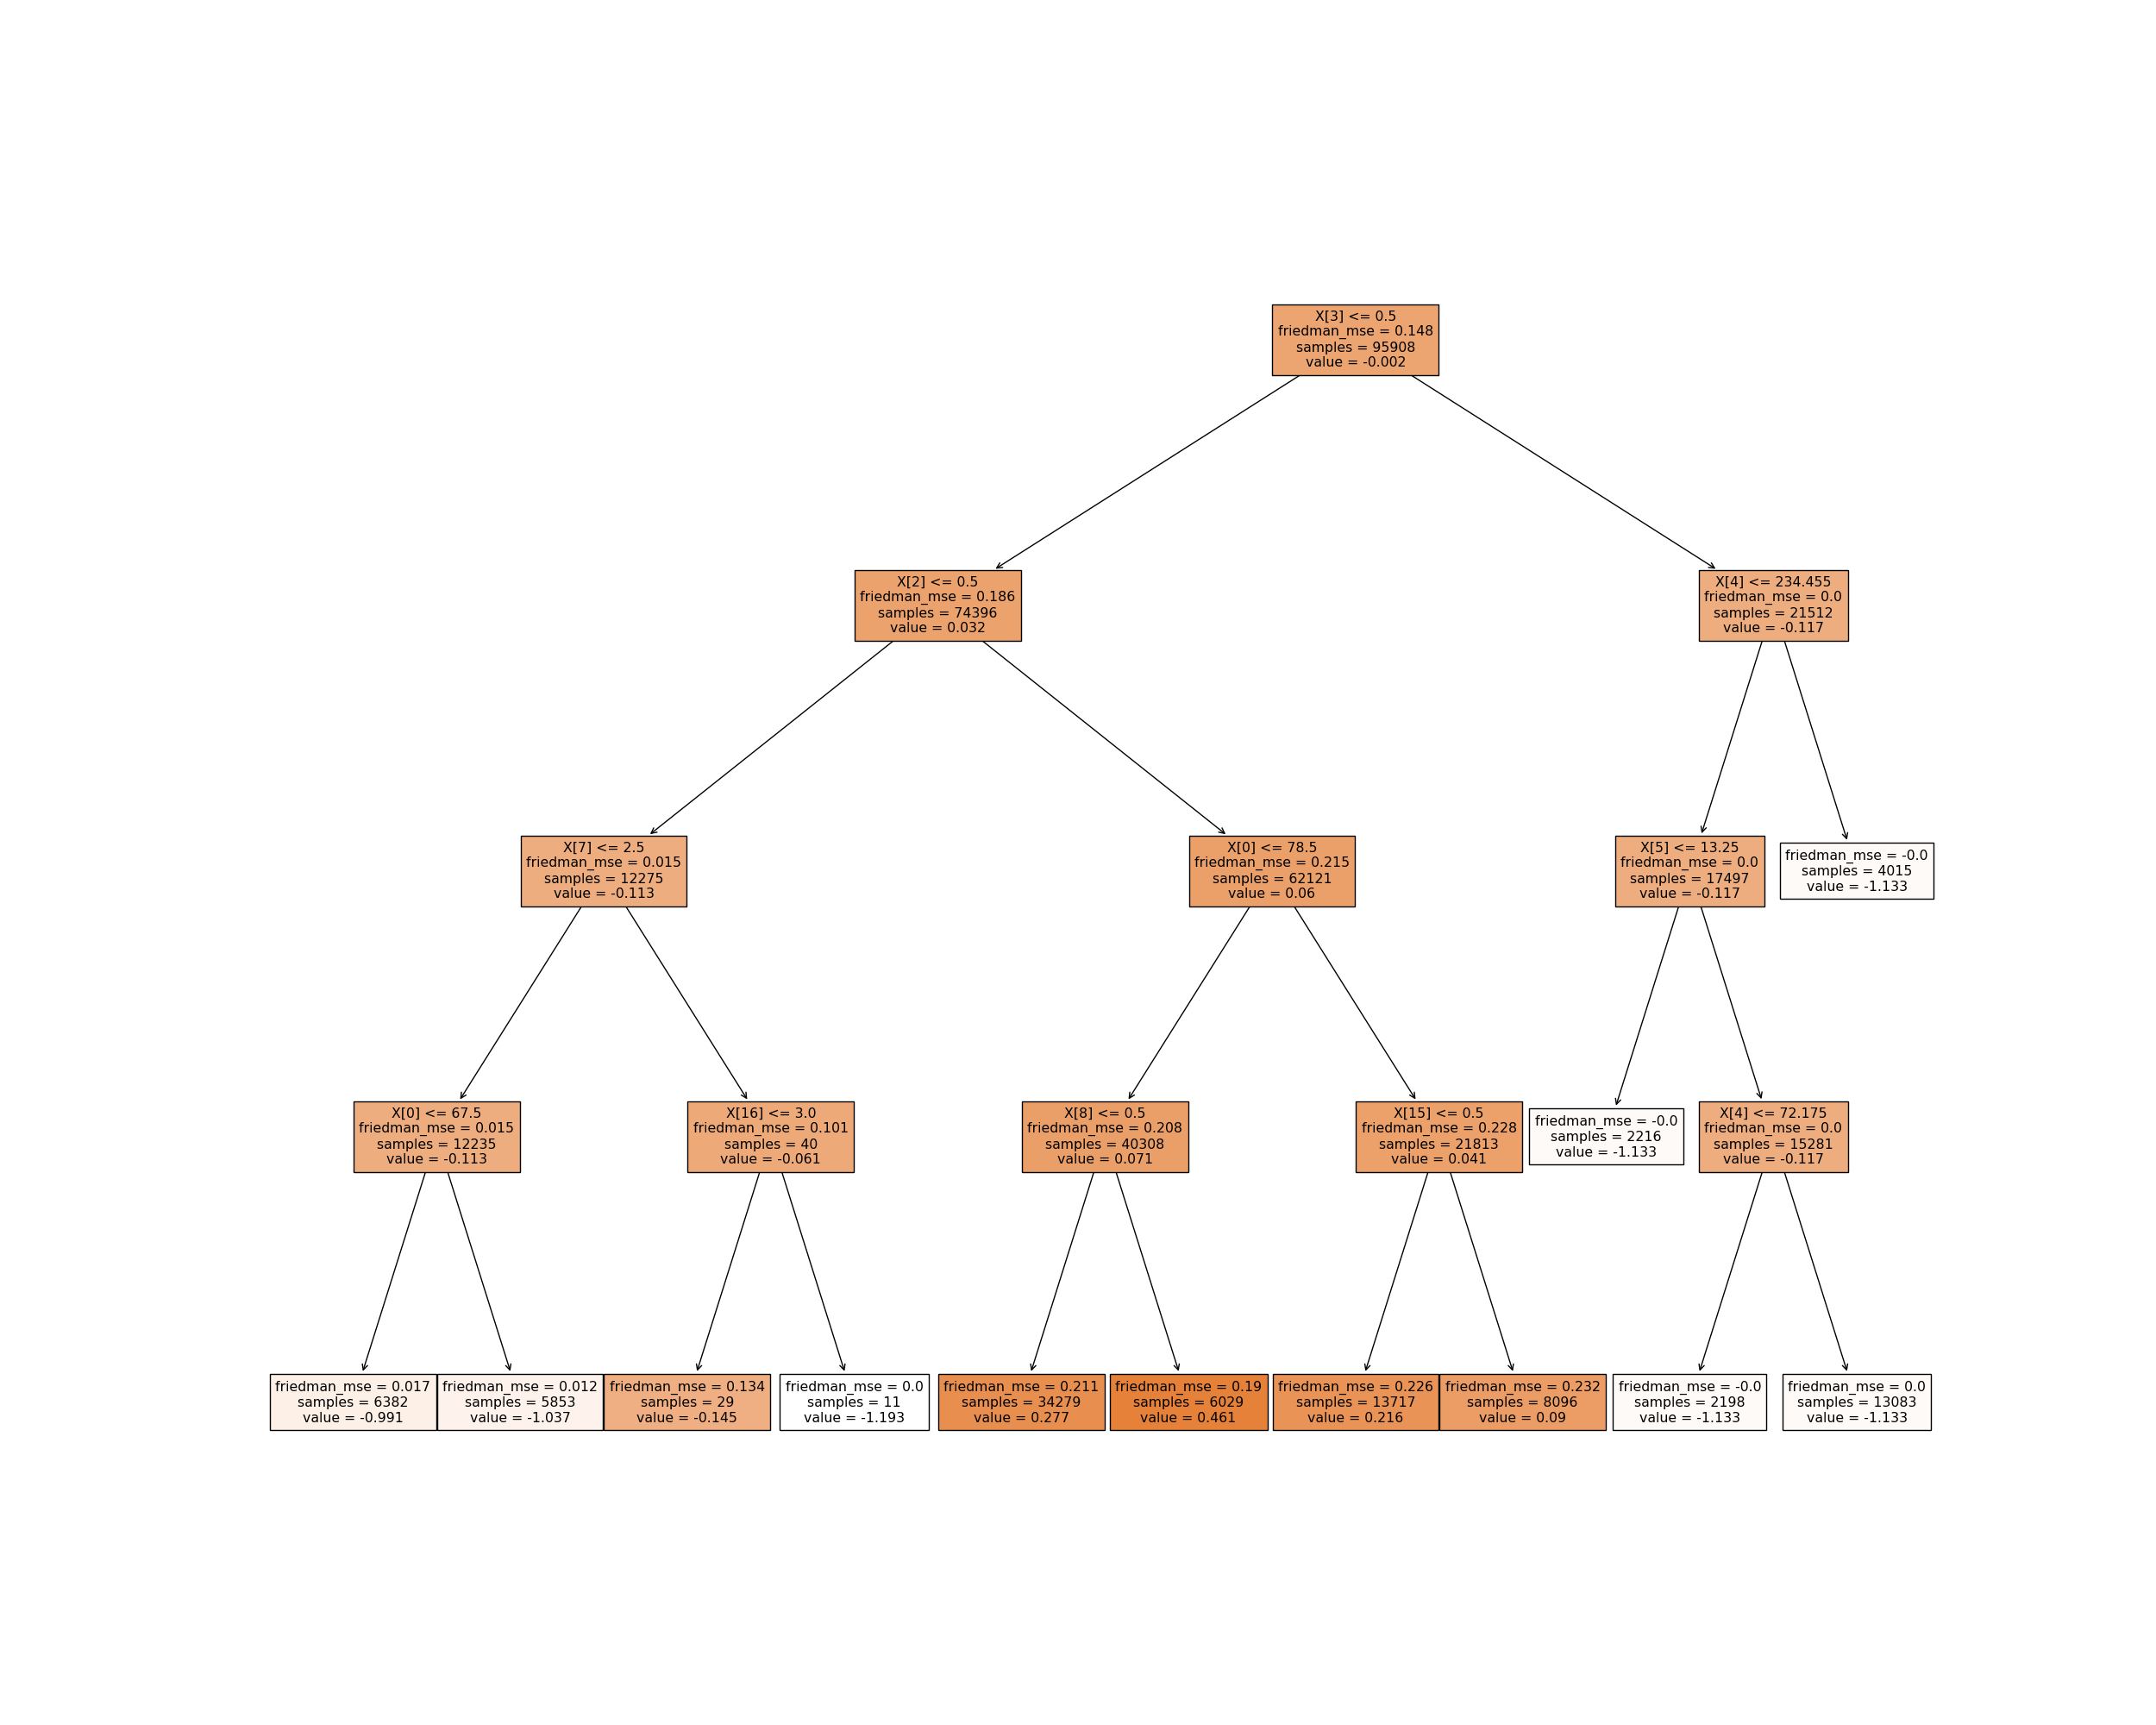 X[3] <= 0.5
friedman_mse = 0.148
samples = 95908
value = -0.002
X[2] <= 0.5
friedman_mse = 0.186
samples = 74396
value = 0.032
X[4] <= 234.455
friedman_mse = 0.0
samples = 21512
value = -0.117
X[7] <= 2.5
friedman_mse = 0.015
samples = 12275
value = -0.113
X[0] <= 78.5
friedman_mse = 0.215
samples = 62121
value = 0.06
X[5] <= 13.25
friedman_mse = 0.0
samples = 17497
value = -0.117
friedman_mse = -0.0
samples = 4015
value = -1.133
X[0] <= 67.5
friedman_mse = 0.015
samples = 12235
value = -0.113
X[16] <= 3.0
friedman_mse = 0.101
samples = 40
value = -0.061
X[8] <= 0.5
friedman_mse = 0.208
samples = 40308
value = 0.071
X[15] <= 0.5
friedman_mse = 0.228
samples = 21813
value = 0.041
friedman_mse = -0.0
samples = 2216
value = -1.133
X[4] <= 72.175
friedman_mse = 0.0
samples = 15281
value = -0.117
friedman_mse = 0.017
samples = 6382
value = -0.991
friedman_mse = 0.012
samples = 5853
value = -1.037
friedman_mse = 0.134
samples = 29
value = -0.145
friedman_mse = 0.0
samples = 11
value = -1.193
friedman_mse = 0.211
samples = 34279
value = 0.277
friedman_mse = 0.19
samples = 6029
value = 0.461
friedman_mse = 0.226
samples = 13717
value = 0.216
friedman_mse = 0.232
samples = 8096
value = 0.09
friedman_mse = -0.0
samples = 2198
value = -1.133
friedman_mse = 0.0
samples = 13083
value = -1.133